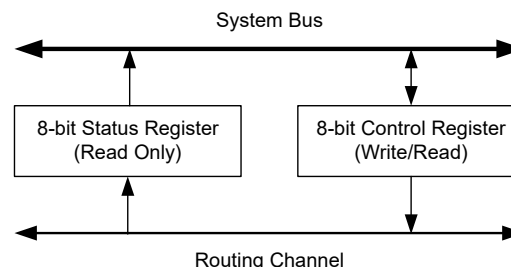 System Bus
8-bit Status Register
(Read Only)
8-bit Control Register
(Write/Read)
Routing Channel